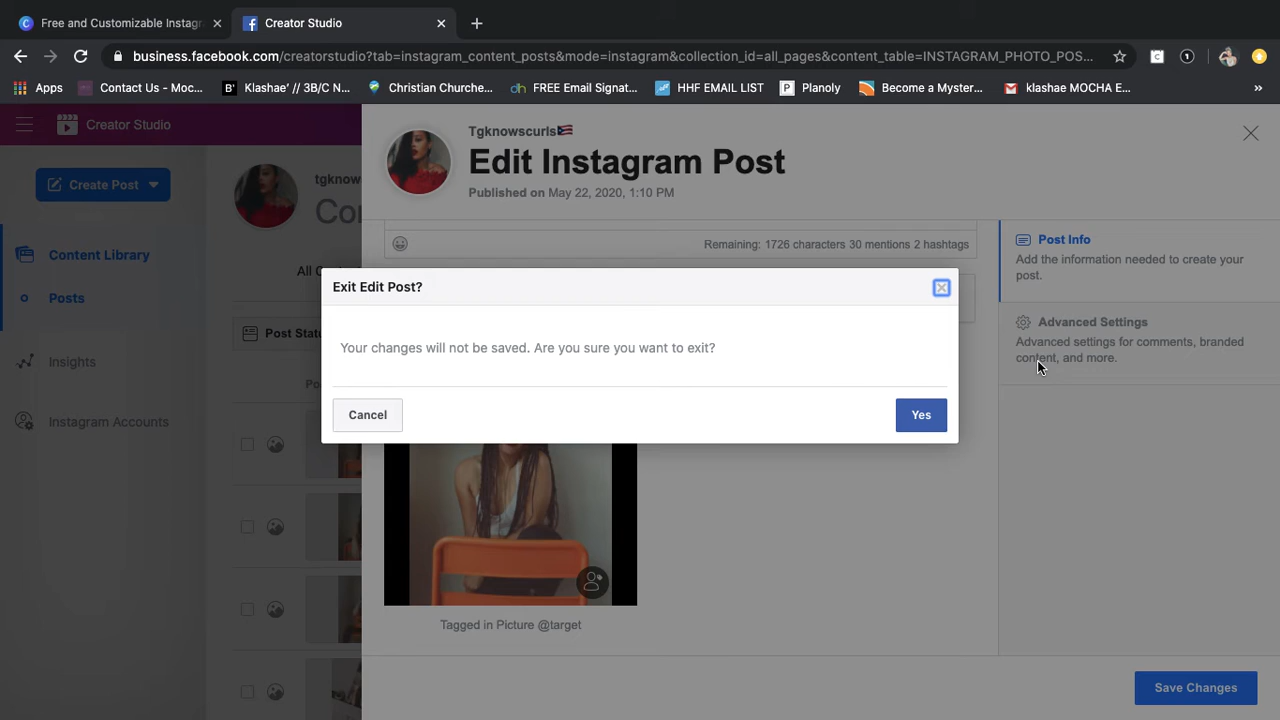 Free and Customizable Instagr
Creator Studio
business.facebook.com/creatorstudio?tab=instagram_content_posts&mode=instagram&collection_id=all_pages&content_table=INSTAGRAM_PHOTO_POS...
Apps
Contact Us - Moc...
Klashae' // 3B/C N...
Christian Churche...
FREE Email Signat...
HHF EMAIL LIST
Planoly
Become a Myster...
klashae MOCHA E...
Creator Studio
Create Post
Content Library
Posts
Insights
Instagram Accounts
tgknow
Co
All C
Post Statu
Po
Tgknowscurls🇵🇷
Edit Instagram Post
Published on May 22, 2020, 1:10 PM
Remaining: 1726 characters 30 mentions 2 hashtags
Exit Edit Post?
Your changes will not be saved. Are you sure you want to exit?
Cancel
Yes
Tagged in Picture @target
Post Info
Add the information needed to create your
post.
Advanced Settings
Advanced settings for comments, branded
content, and more.
Save Changes